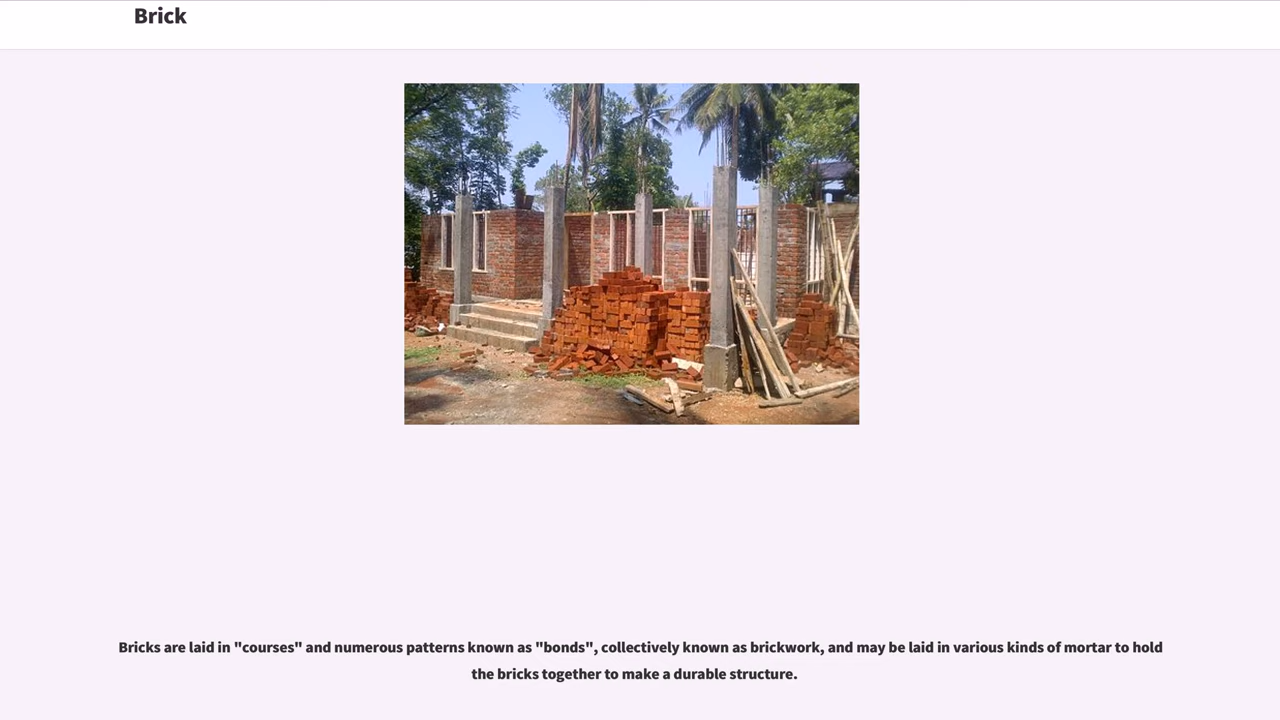 Brick
Bricks are laid in "courses" and numerous patterns known as "bonds", collectively known as brickwork, and may be laid in various kinds of mortar to hold
the bricks together to make a durable structure.